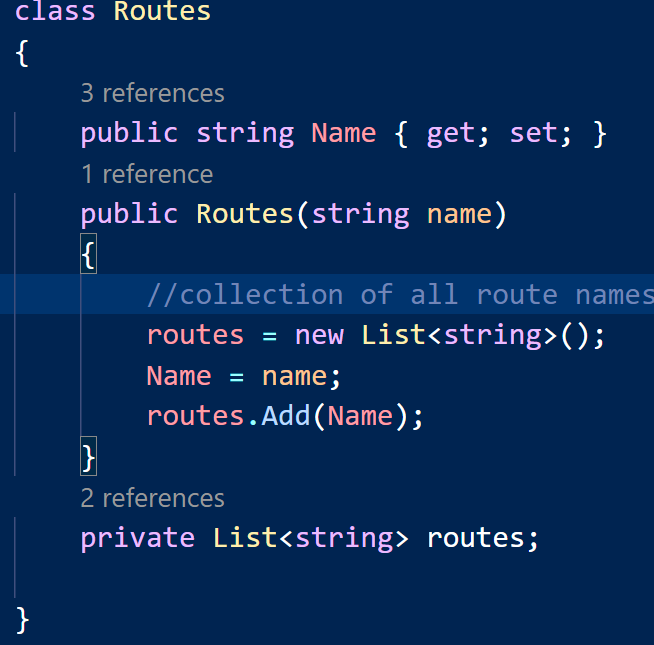 class Routes
{
3 references
public string Name { get; set; }
1 reference
public Routes(string name)
{
//collection of all route names
routes = new List<string>();
Name = name;
routes.Add(Name);
}
2 references
private List<string> routes;
}